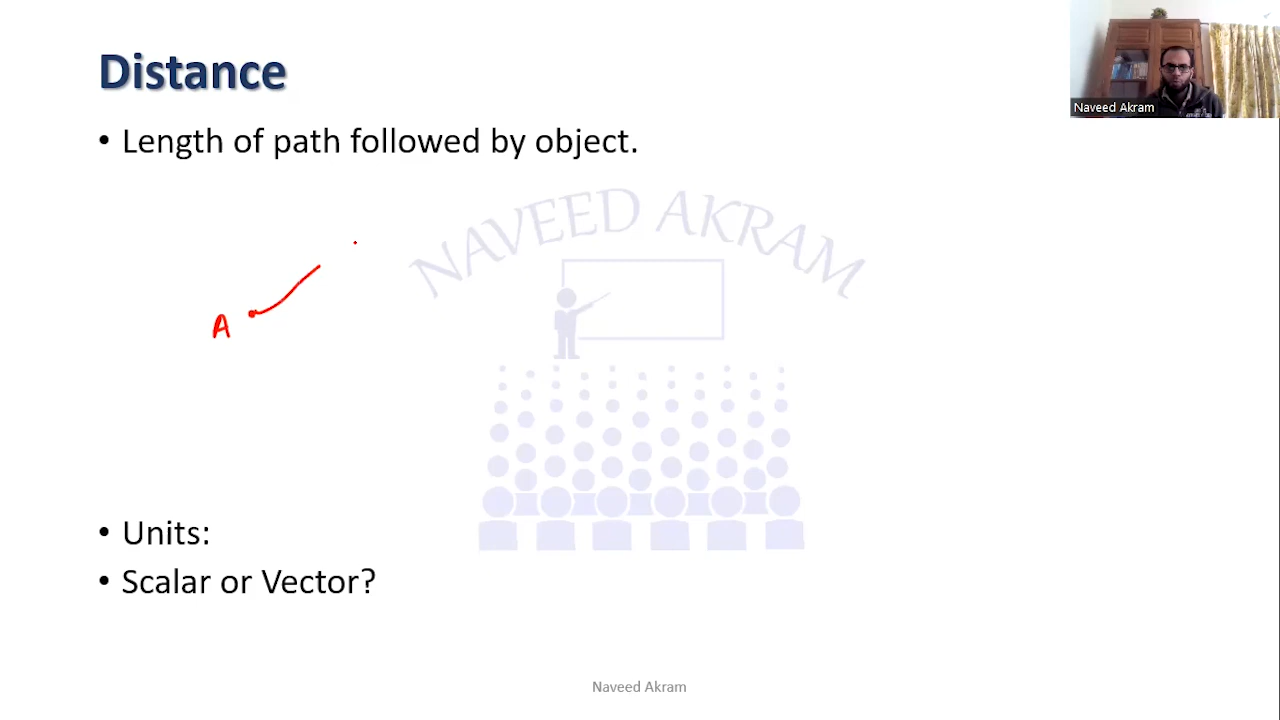 Distance
Naveed Akram
• Length of path followed by object.
NAVEED AKRAM
A
• Units:
• Scalar or Vector?
Naveed Akram